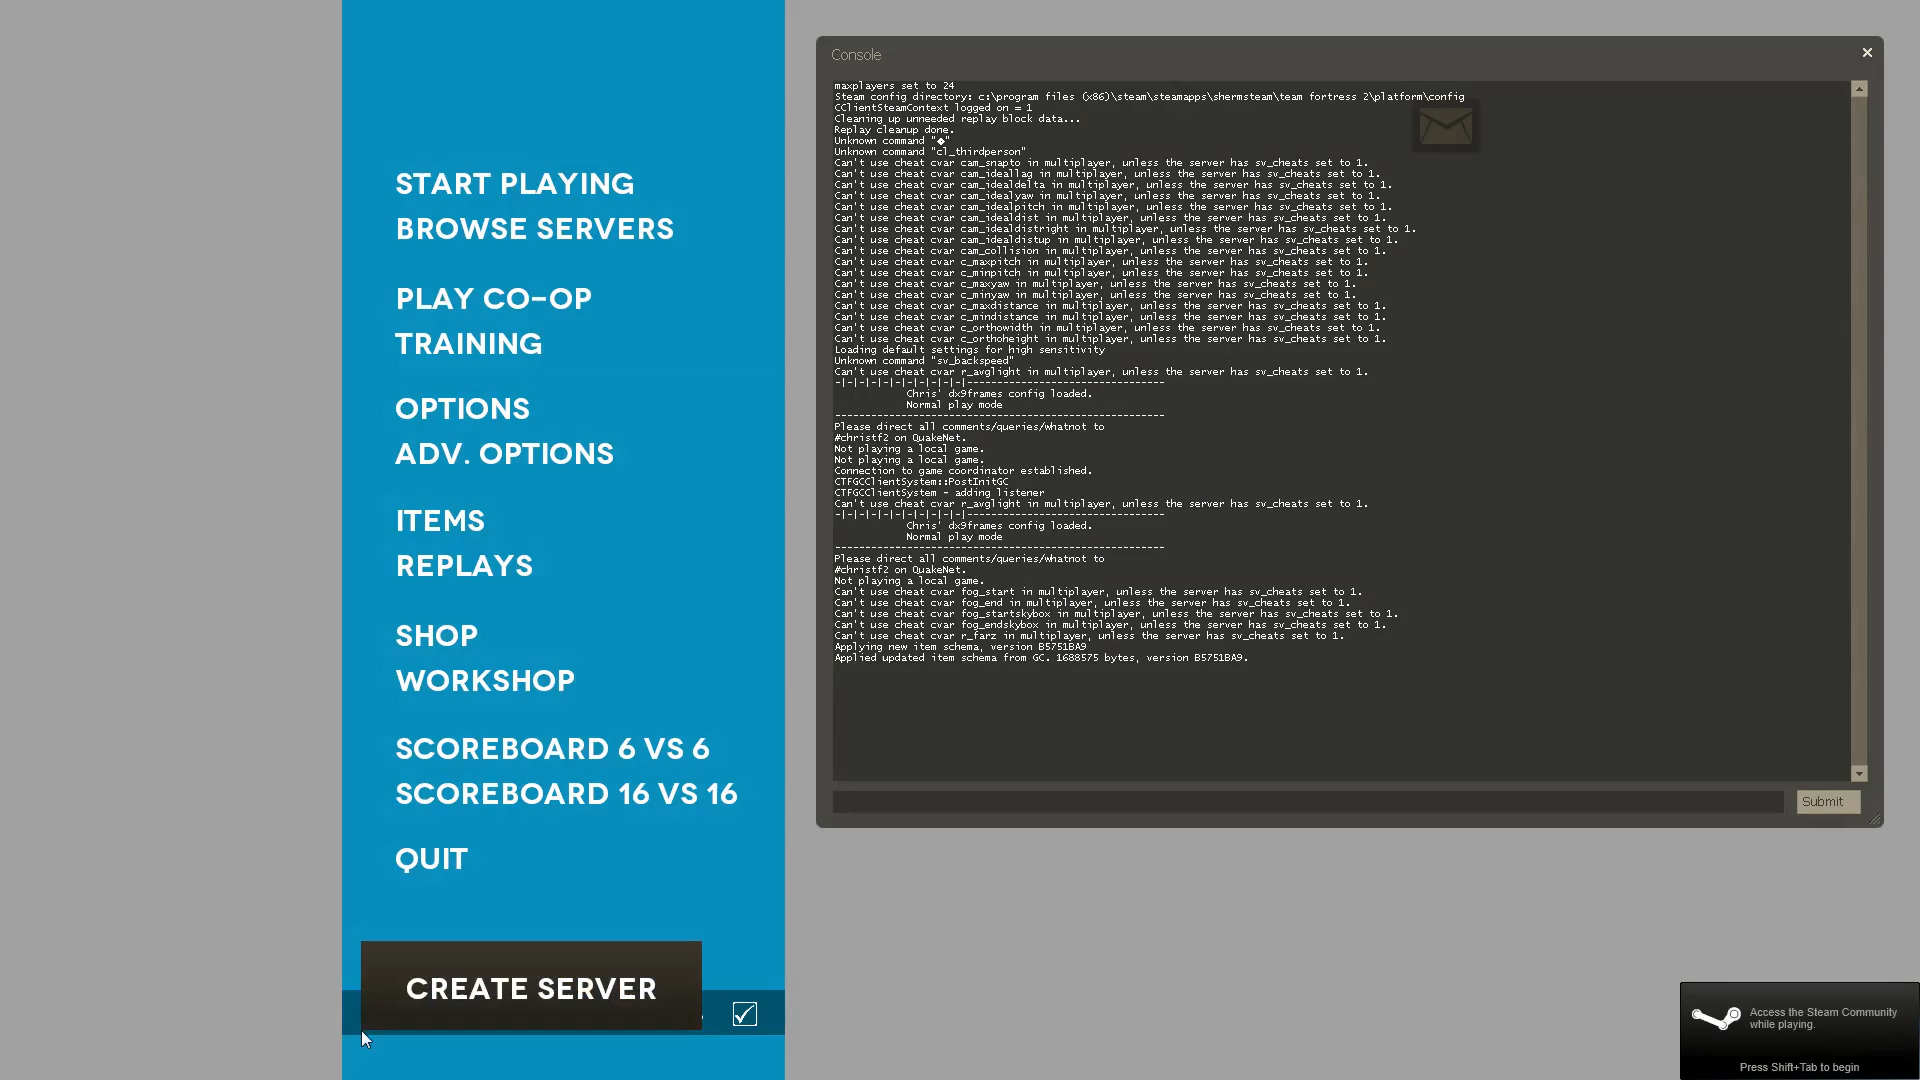 START PLAYING
BROWSE SERVERS
PLAY CO-OP
TRAINING
OPTIONS
ADV. OPTIONS
ITEMS
REPLAYS
SHOP
WORKSHOP
SCOREBOARD 6 VS 6
SCOREBOARD 16 VS 16
QUIT
CREATE SERVER
Console
maxplayers set to 24
Steam config directory: c:\program files (x86)\steam\steamapps\shermsteam\team fortress 2\platform\config
CClientSteamContext logged on = 1
Cleaning up unneeded replay block data...
Replay cleanup done.
Unknown command "�"
Unknown command "cl_thirdperson"
Can't use cheat cvar cam_snapto in multiplayer, unless the server has sv_cheats set to 1.
Can't use cheat cvar cam_ideallag in multiplayer, unless the server has sv_cheats set to 1.
Can't use cheat cvar cam_idealdelta in multiplayer, unless the server has sv_cheats set to 1.
Can't use cheat cvar cam_idealyaw in multiplayer, unless the server has sv_cheats set to 1.
Can't use cheat cvar cam_idealpitch in multiplayer, unless the server has sv_cheats set to 1.
Can't use cheat cvar cam_idealdist in multiplayer, unless the server has sv_cheats set to 1.
Can't use cheat cvar cam_idealdistright in multiplayer, unless the server has sv_cheats set to 1.
Can't use cheat cvar cam_idealdistup in multiplayer, unless the server has sv_cheats set to 1.
Can't use cheat cvar cam_collision in multiplayer, unless the server has sv_cheats set to 1.
Can't use cheat cvar c_maxpitch in multiplayer, unless the server has sv_cheats set to 1.
Can't use cheat cvar c_minpitch in multiplayer, unless the server has sv_cheats set to 1.
Can't use cheat cvar c_maxyaw in multiplayer, unless the server has sv_cheats set to 1.
Can't use cheat cvar c_minyaw in multiplayer, unless the server has sv_cheats set to 1.
Can't use cheat cvar c_maxdistance in multiplayer, unless the server has sv_cheats set to 1.
Can't use cheat cvar c_mindistance in multiplayer, unless the server has sv_cheats set to 1.
Can't use cheat cvar c_orthowidth in multiplayer, unless the server has sv_cheats set to 1.
Can't use cheat cvar c_orthoheight in multiplayer, unless the server has sv_cheats set to 1.
Loading default settings for high sensitivity
Unknown command "sv_backspeed"
Can't use cheat cvar r_avglight in multiplayer, unless the server has sv_cheats set to 1.
-|-|-|-|-|-|-|-|-|-|-|---------------------------------
Chris' dx9frames config loaded.
Normal play mode
-------------------------------------------------------
Please direct all comments/queries/whatnot to
#christf2 on QuakeNet.
Not playing a local game.
Not playing a local game.
Connection to game coordinator established.
CTFGCClientSystem::PostInitGC
CTFGCClientSystem - adding listener
Can't use cheat cvar r_avglight in multiplayer, unless the server has sv_cheats set to 1.
-|-|-|-|-|-|-|-|-|-|-|---------------------------------
Chris' dx9frames config loaded.
Normal play mode
-------------------------------------------------------
Please direct all comments/queries/whatnot to
#christf2 on QuakeNet.
Not playing a local game.
Can't use cheat cvar fog_start in multiplayer, unless the server has sv_cheats set to 1.
Can't use cheat cvar fog_end in multiplayer, unless the server has sv_cheats set to 1.
Can't use cheat cvar fog_startskybox in multiplayer, unless the server has sv_cheats set to 1.
Can't use cheat cvar fog_endskybox in multiplayer, unless the server has sv_cheats set to 1.
Can't use cheat cvar r_farz in multiplayer, unless the server has sv_cheats set to 1.
Applying new item schema, version B5751BA9
Applied updated item schema from GC. 1688575 bytes, version B5751BA9.
Submit
Access the Steam Community
while playing.
Press Shift+Tab to begin